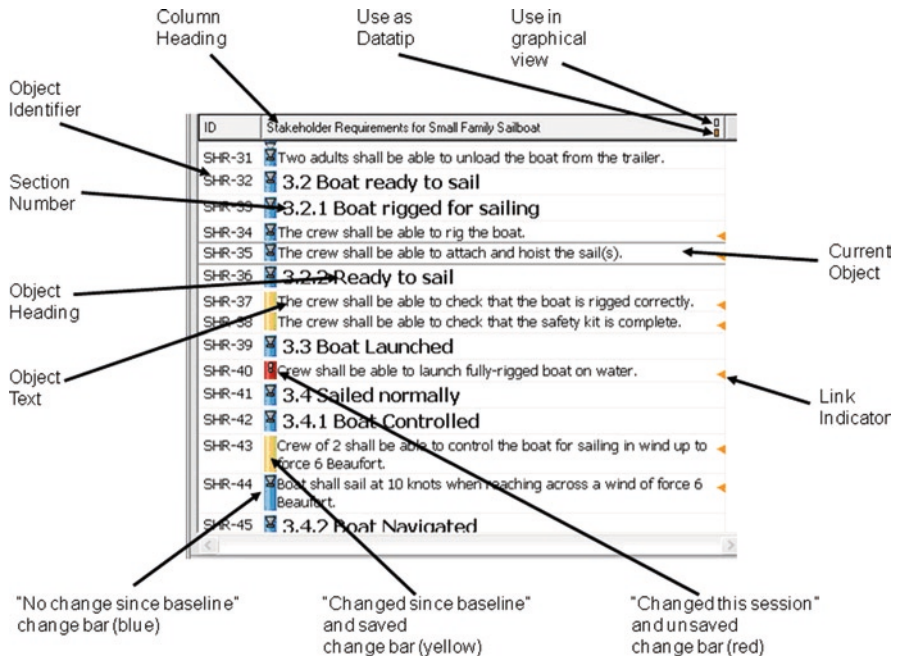 Column
Heading
Use as
Datatip
Use in
graphical
view
Object
Identifier
Section
Number
Object
Heading
Object
Text
ID Stakeholder Requirements for Small Family Sailboat
SHR-31 Two adults shall be able to unload the boat from the trailer.
SHR-32 3.2 Boat ready to sail
SHR-33 3.2.1 Boat rigged for sailing
SHR-34 The crew shall be able to rig the boat.
SHR-35 The crew shall be able to attach and hoist the sail(s).
SHR-36 3.2.2 Ready to sail
SHR-37 The crew shall be able to check that the boat is rigged correctly.
SHR-38 The crew shall be able to check that the safety kit is complete.
SHR-39 3.3 Boat Launched
SHR-40 Crew shall be able to launch fully-rigged boat on water.
SHR-41 3.4 Sailed normally
SHR-42 3.4.1 Boat Controlled
SHR-43 Crew of 2 shall be able to control the boat for sailing in wind up to
force 6 Beaufort.
SHR-44 Boat shall sail at 10 knots when reaching across a wind of force 6
Beaufort.
SHR-45 3.4.2 Boat Navigated
Current
Object
Link
Indicator
"No change since baseline"
change bar (blue)
"Changed since baseline"
and saved
change bar (yellow)
"Changed this session"
and unsaved
change bar (red)